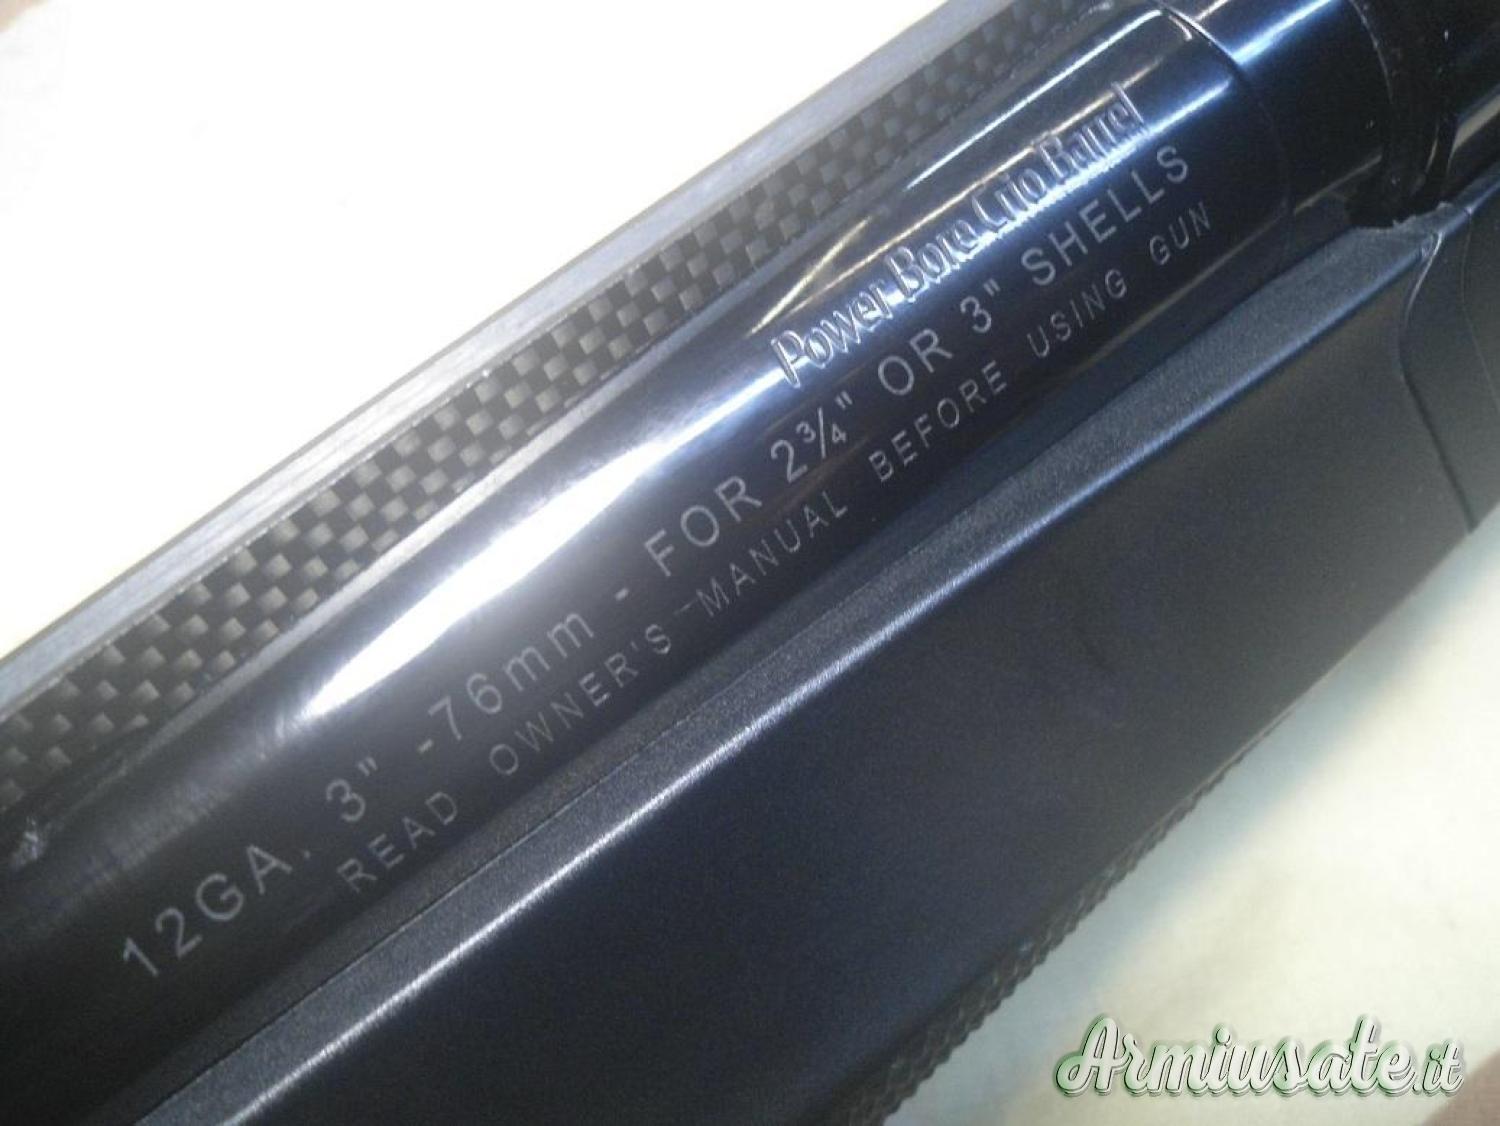 Power Bore Crio Barrel
12GA. 3" -76mm - FOR 2¾" OR 3" SHELLS
READ OWNER'S MANUAL BEFORE USING GUN
Armiusate.it